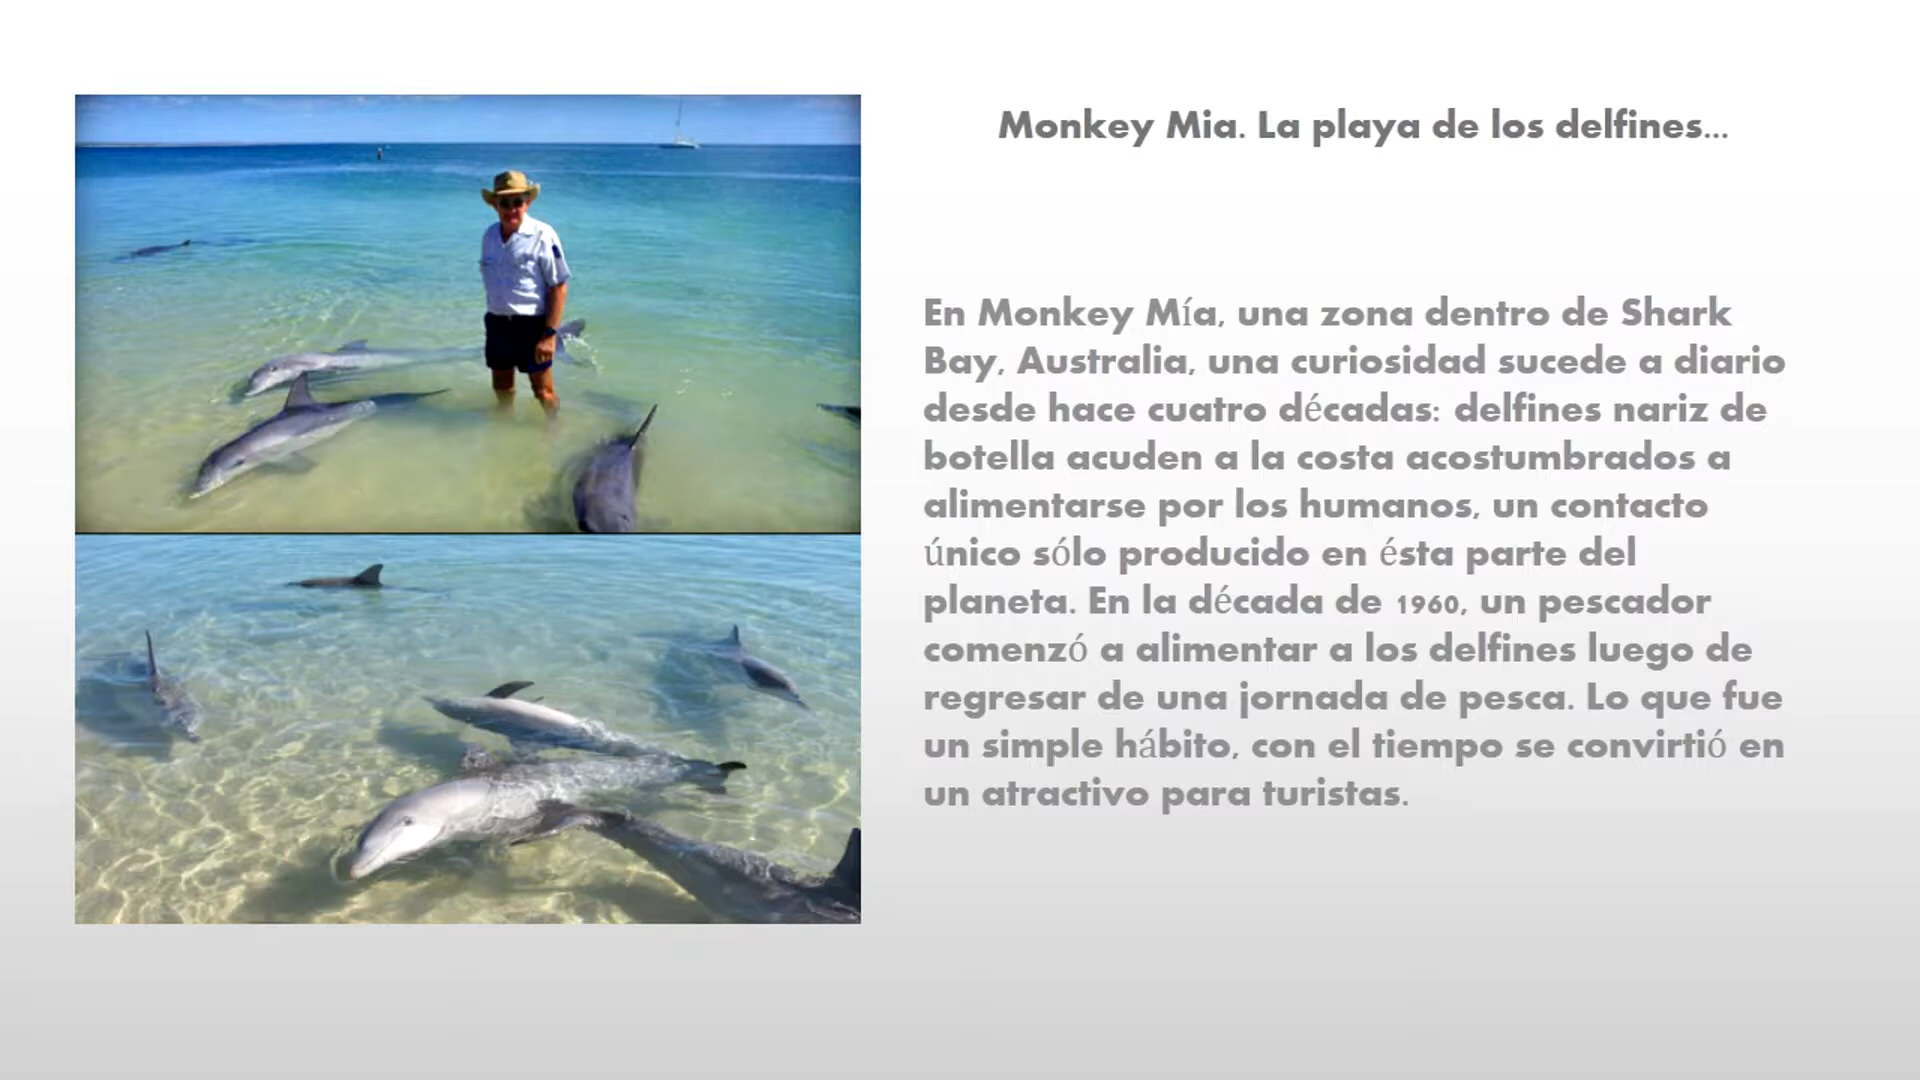 Monkey Mia. La playa de los delfines...
En Monkey Mía, una zona dentro de Shark
Bay, Australia, una curiosidad sucede a diario
desde hace cuatro décadas: delfines nariz de
botella acuden a la costa acostumbrados a
alimentarse por los humanos, un contacto
único sólo producido en ésta parte del
planeta. En la década de 1960, un pescador
comenzó a alimentar a los delfines luego de
regresar de una jornada de pesca. Lo que fue
un simple hábito, con el tiempo se convirtió en
un atractivo para turistas.